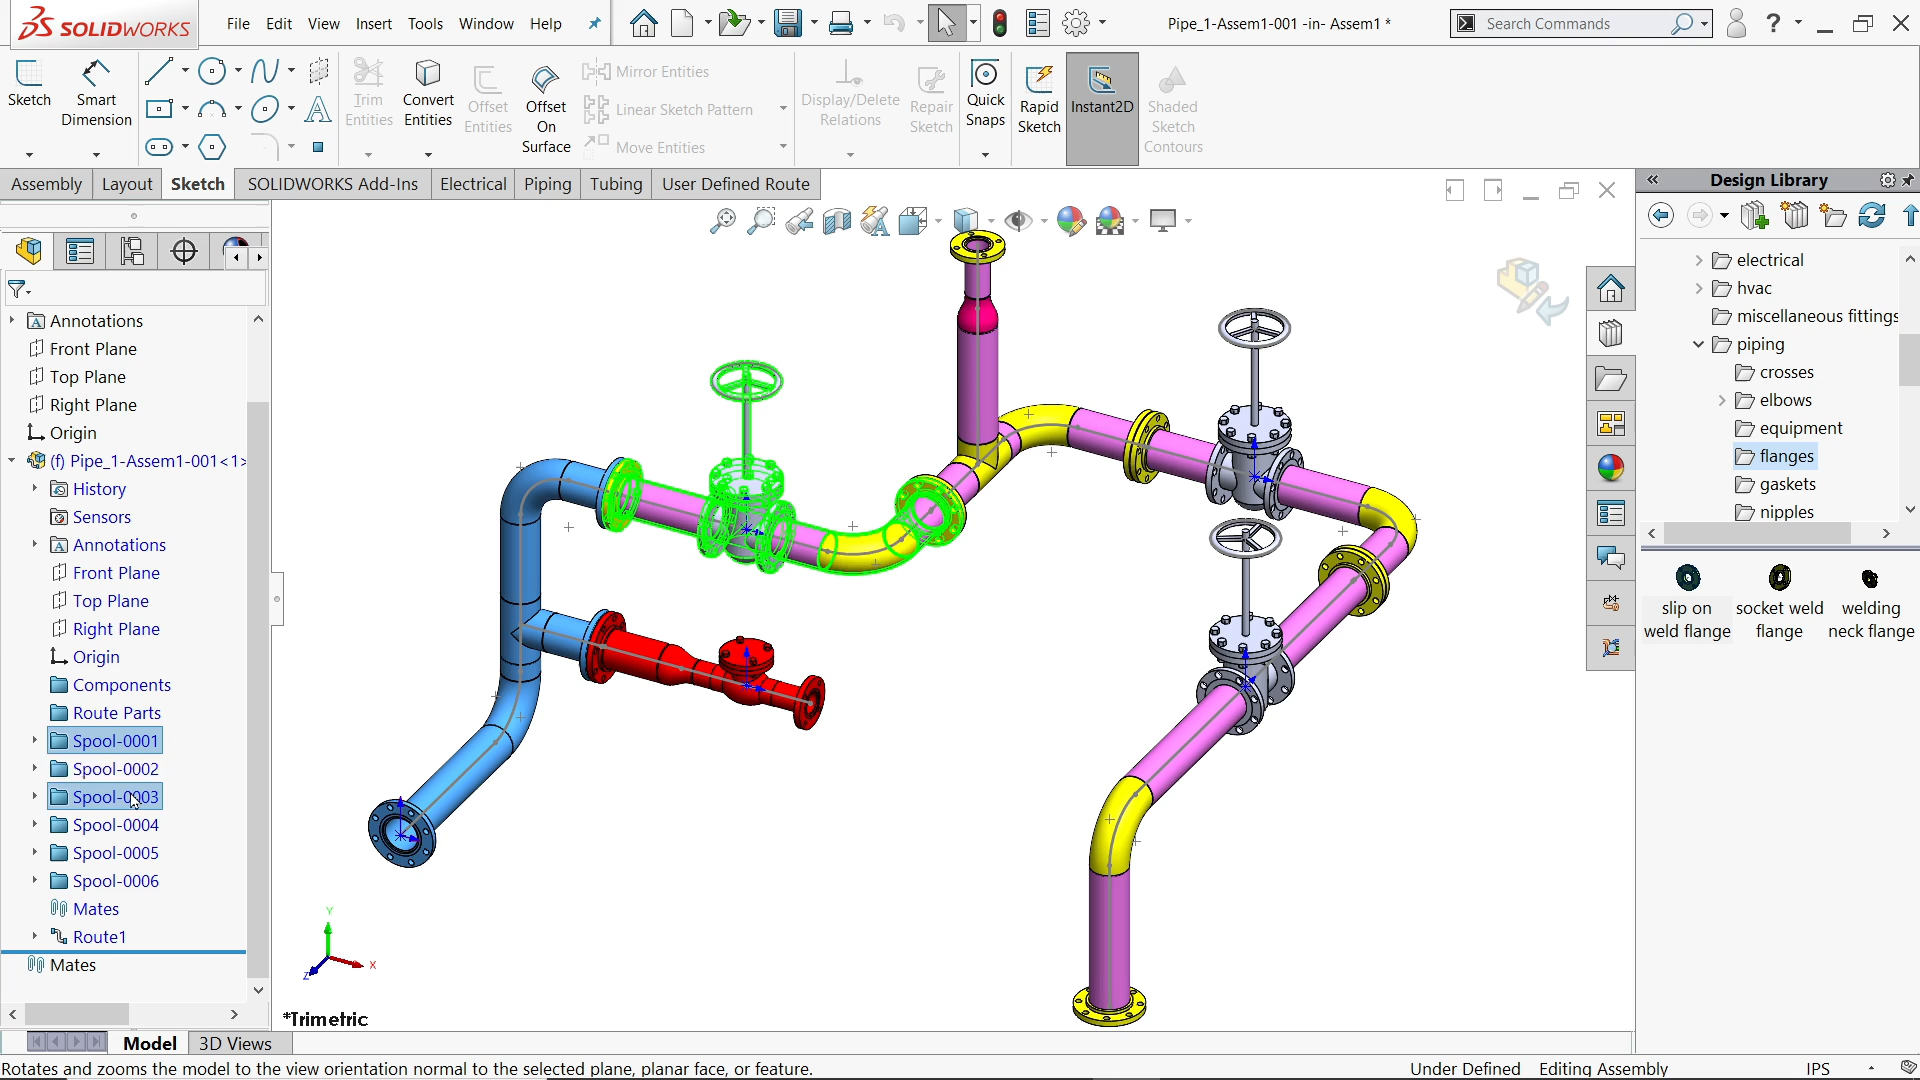 SOLIDWORKS
File Edit View Insert Tools Window Help
Pipe_1-Assem1-001 -in- Assem1 *
Search Commands
Sketch
Smart Dimension
Trim Entities
Convert Entities
Offset Entities
Offset On Surface
Mirror Entities
Linear Sketch Pattern
Move Entities
Display/Delete Relations
Repair Sketch
Quick Snaps
Rapid Sketch
Instant2D
Shaded Sketch Contours
Assembly Layout Sketch SOLIDWORKS Add-Ins Electrical Piping Tubing User Defined Route
Design Library
Annotations
Front Plane
Top Plane
Right Plane
Origin
(f) Pipe_1-Assem1-001<1>
History
Sensors
Annotations
Front Plane
Top Plane
Right Plane
Origin
Components
Route Parts
Spool-0001
Spool-0002
Spool-0003
Spool-0004
Spool-0005
Spool-0006
Mates
Route1
Mates
Y
X
Z
*Trimetric
electrical
hvac
miscellaneous fittings
piping
crosses
elbows
equipment
flanges
gaskets
nipples
slip on weld flange
socket weld flange
welding neck flange
Model 3D Views
Rotates and zooms the model to the view orientation normal to the selected plane, planar face, or feature.
Under Defined Editing Assembly IPS